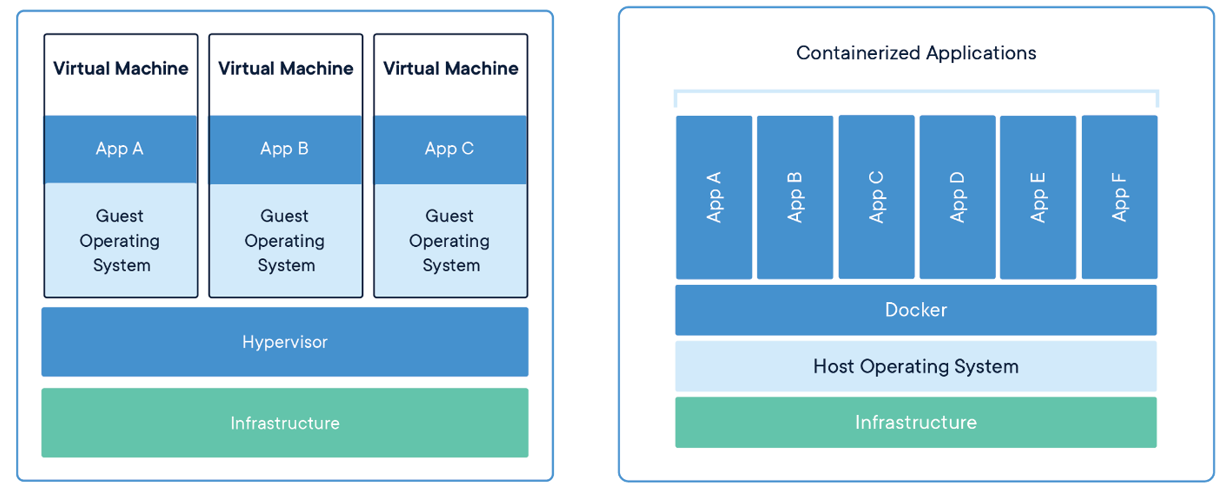 Virtual Machine
Virtual Machine
Virtual Machine
App A
App B
App C
Guest
Operating
System
Guest
Operating
System
Guest
Operating
System
Hypervisor
Infrastructure
Containerized Applications
App A
App B
App C
App D
App E
App F
Docker
Host Operating System
Infrastructure